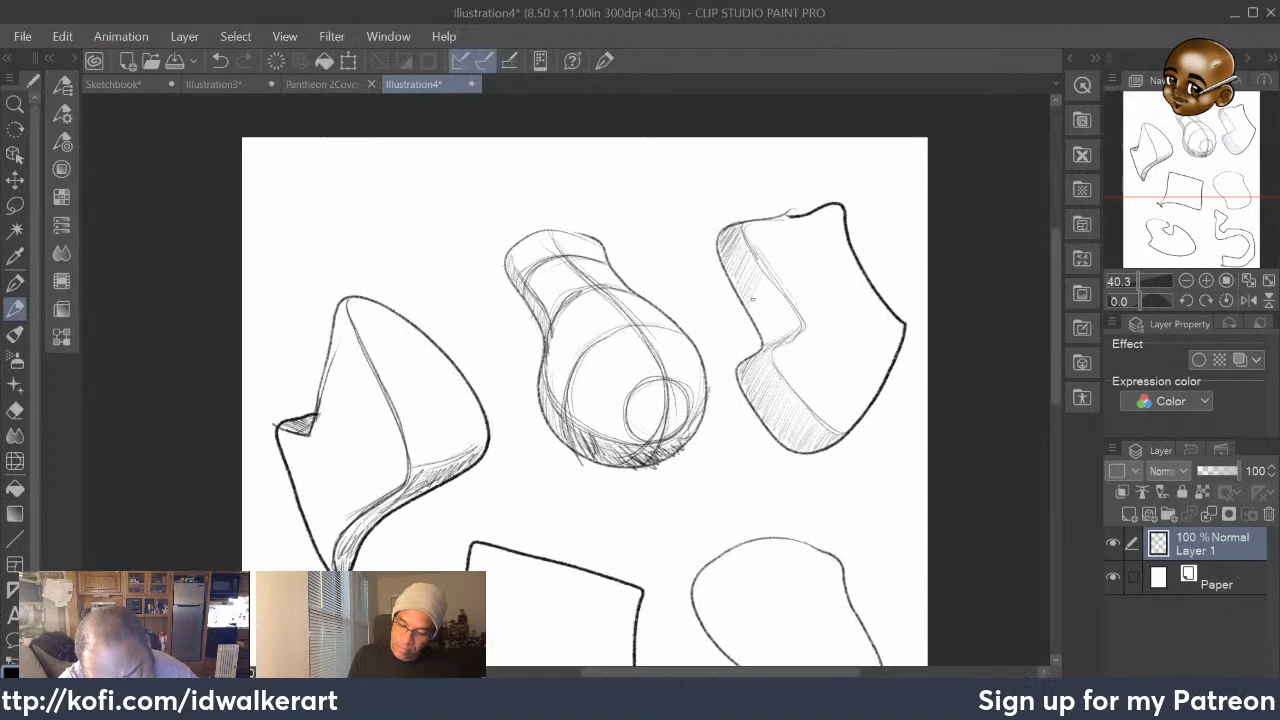 Illustration4* (8.50 x 11.00in 300dpi 40.3%) - CLIP STUDIO PAINT PRO
File Edit Animation Layer Select View Filter Window Help
Sketchbook* Illustration3* Pantheon 2Cover Illustration4*
40.3
0.0
Layer Property
Effect
Expression color
Color
Layer
Norm 100
100 % Normal
Layer 1
Paper
ttp://kofi.com/idwalkerart Sign up for my Patreon